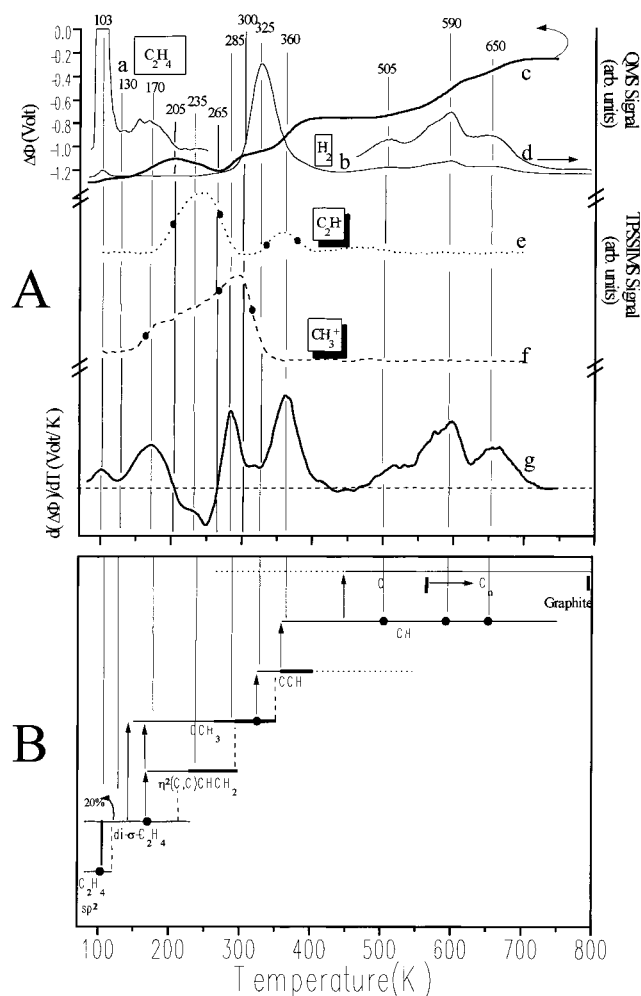 A
ΔΦ (Volt)
0.0
-0.2
-0.4
-0.6
-0.8
-1.0
-1.2
103
a
C₂H₄
130
170
205
235
265
285
300
325
360
505
590
650
c
H₂
b
d
QMS Signal
(arb. units)
C₂H⁻
e
CH₃⁺
f
TPSSIMS Signal
(arb. units)
d(ΔΦ)/dT (Volt/K)
g
B
C
Cₙ
Graphite
CH
CCH
CCH₃
η²(C,C)CHCH₂
20%
di-σ-C₂H₄
C₂H₄
sp²
100 200 300 400 500 600 700 800
Temperature(K)